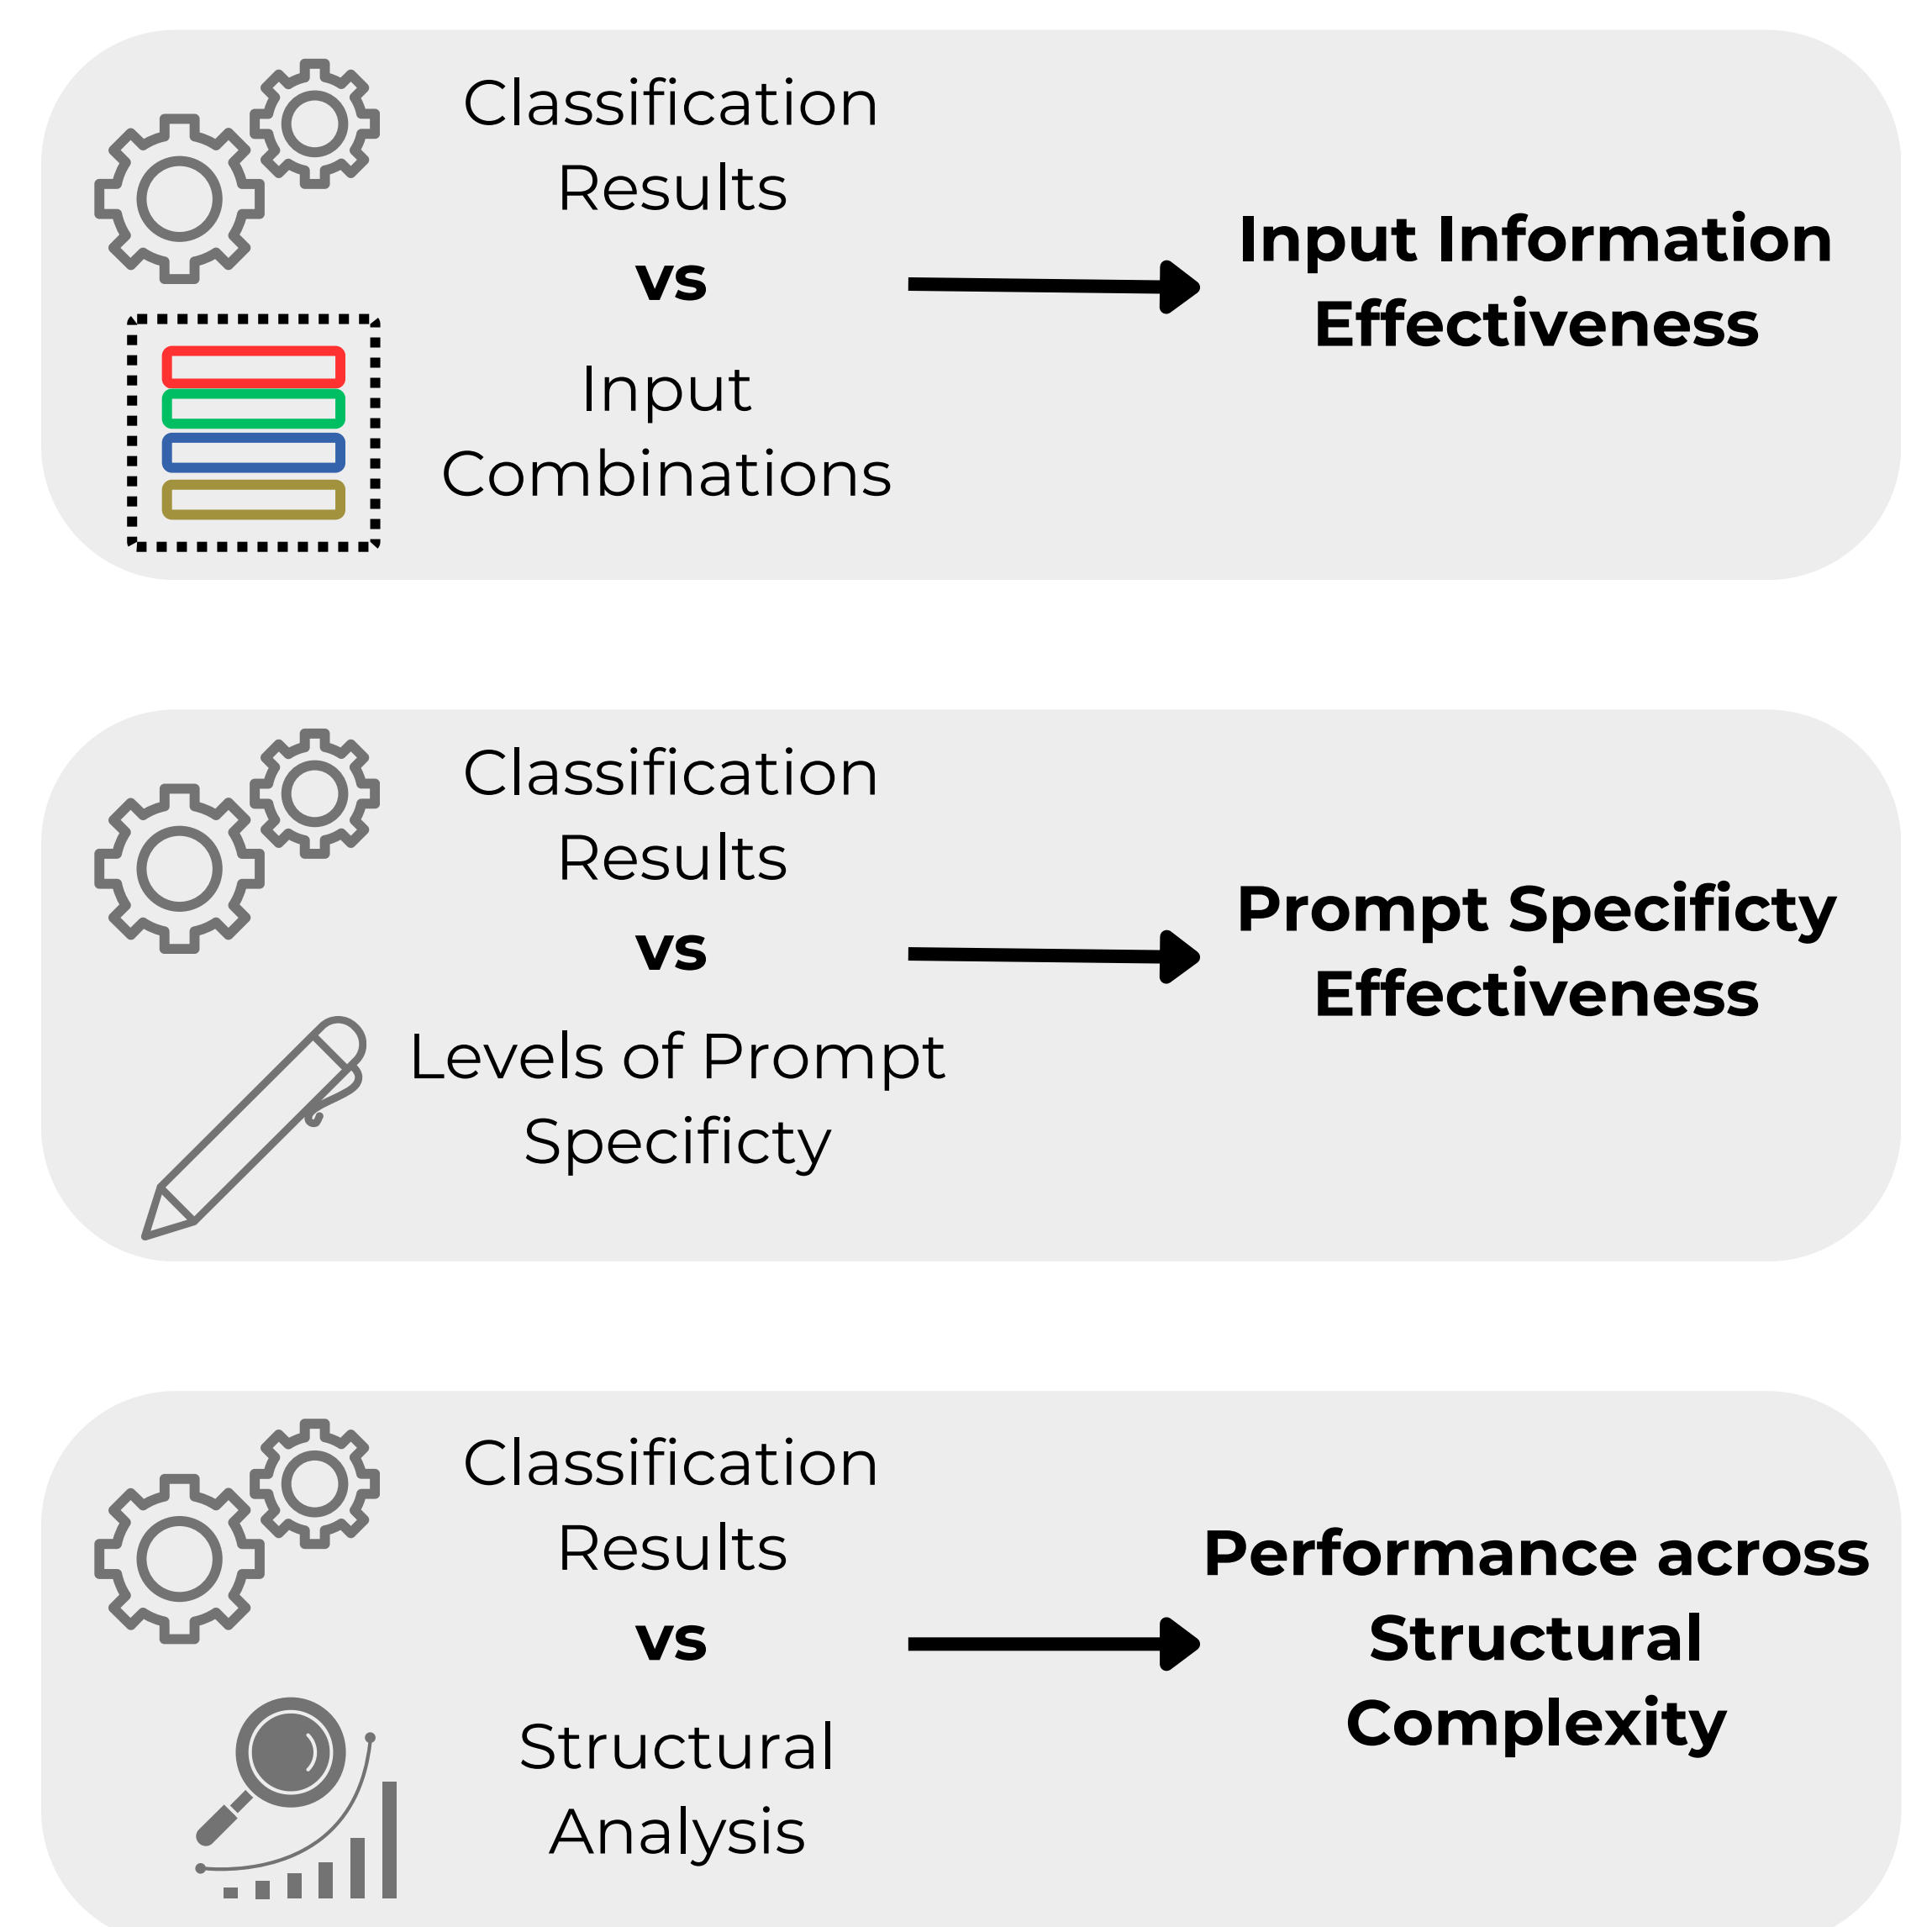 Classification
Results
vs
Input
Combinations
Input Information
Effectiveness
Classification
Results
vs
Levels of Prompt
Specificty
Prompt Specificty
Effectiveness
Classification
Results
vs
Structural
Analysis
Performance across
Structural
Complexity